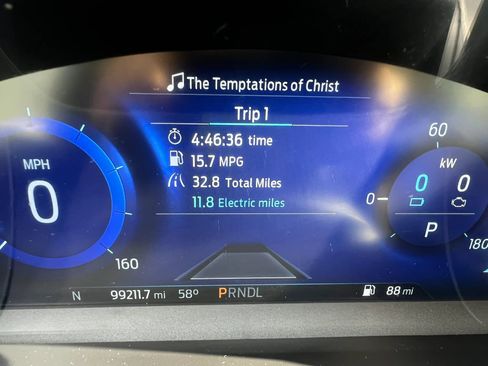 The Temptations of Christ
Trip 1
4:46:36 time
15.7 MPG
32.8 Total Miles
11.8 Electric miles
MPH
0
160
60
kW
0
0 0
P
180
N 99211.7 mi 58° PRNDL 88 mi